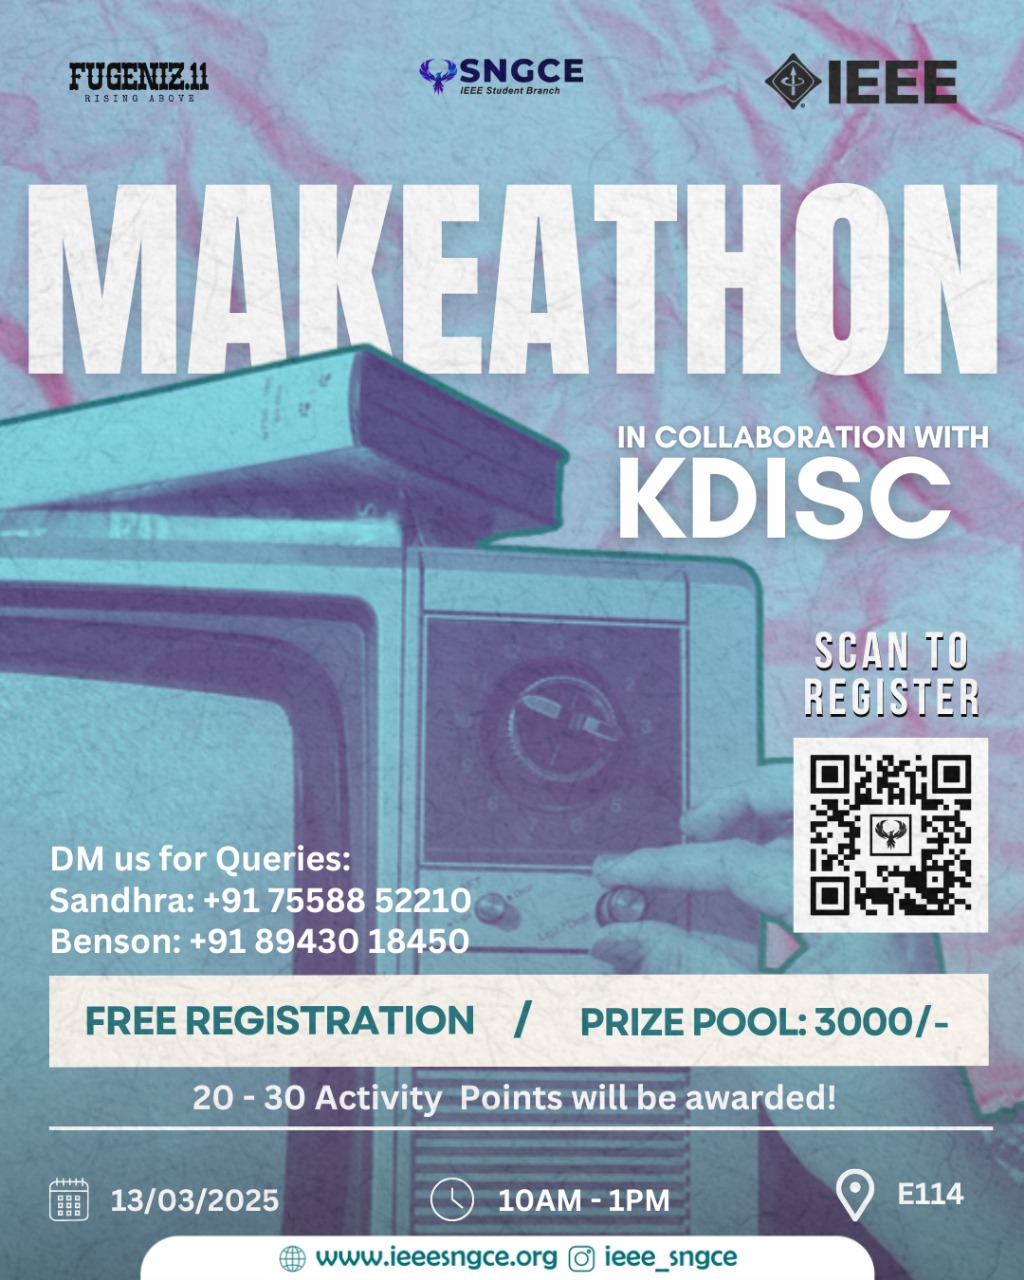 FUGENIZ.11
RISING ABOVE
SNGCE
IEEE Student Branch
IEEE
MAKEATHON
IN COLLABORATION WITH
KDISC
SCAN TO
REGISTER
DM us for Queries:
Sandhra: +91 75588 52210
Benson: +91 89430 18450
FREE REGISTRATION / PRIZE POOL: 3000/-
20 - 30 Activity Points will be awarded!
13/03/2025
10AM - 1PM
E114
www.ieeesngce.org
ieee_sngce